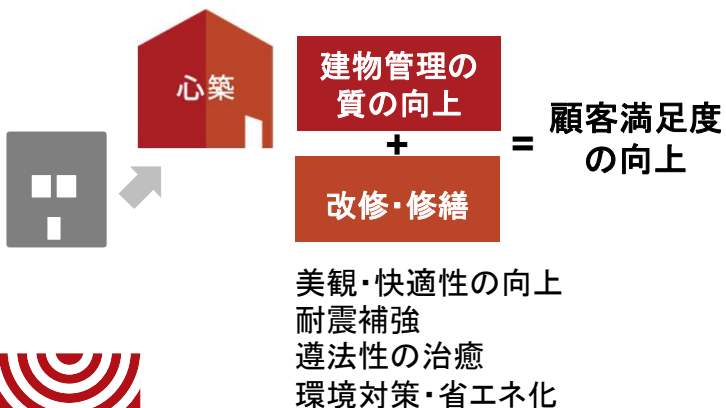 心築
建物管理の
質の向上
+
改修・修繕
=
顧客満足度
の向上
美観・快適性の向上
耐震補強
遵法性の治癒
環境対策・省エネ化